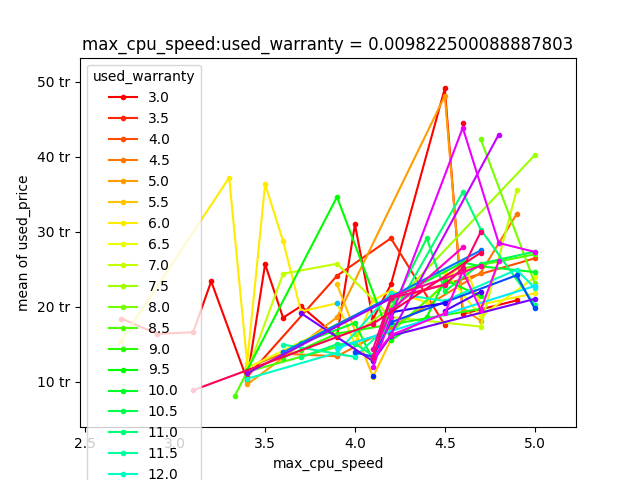 max_cpu_speed:used_warranty = 0.009822500088887803
used_warranty
3.0
3.5
4.0
4.5
5.0
5.5
6.0
6.5
7.0
7.5
8.0
8.5
9.0
9.5
10.0
10.5
11.0
11.5
12.0
50 tr
40 tr
30 tr
20 tr
10 tr
mean of used_price
2.5
3.0
3.5
4.0
4.5
5.0
max_cpu_speed